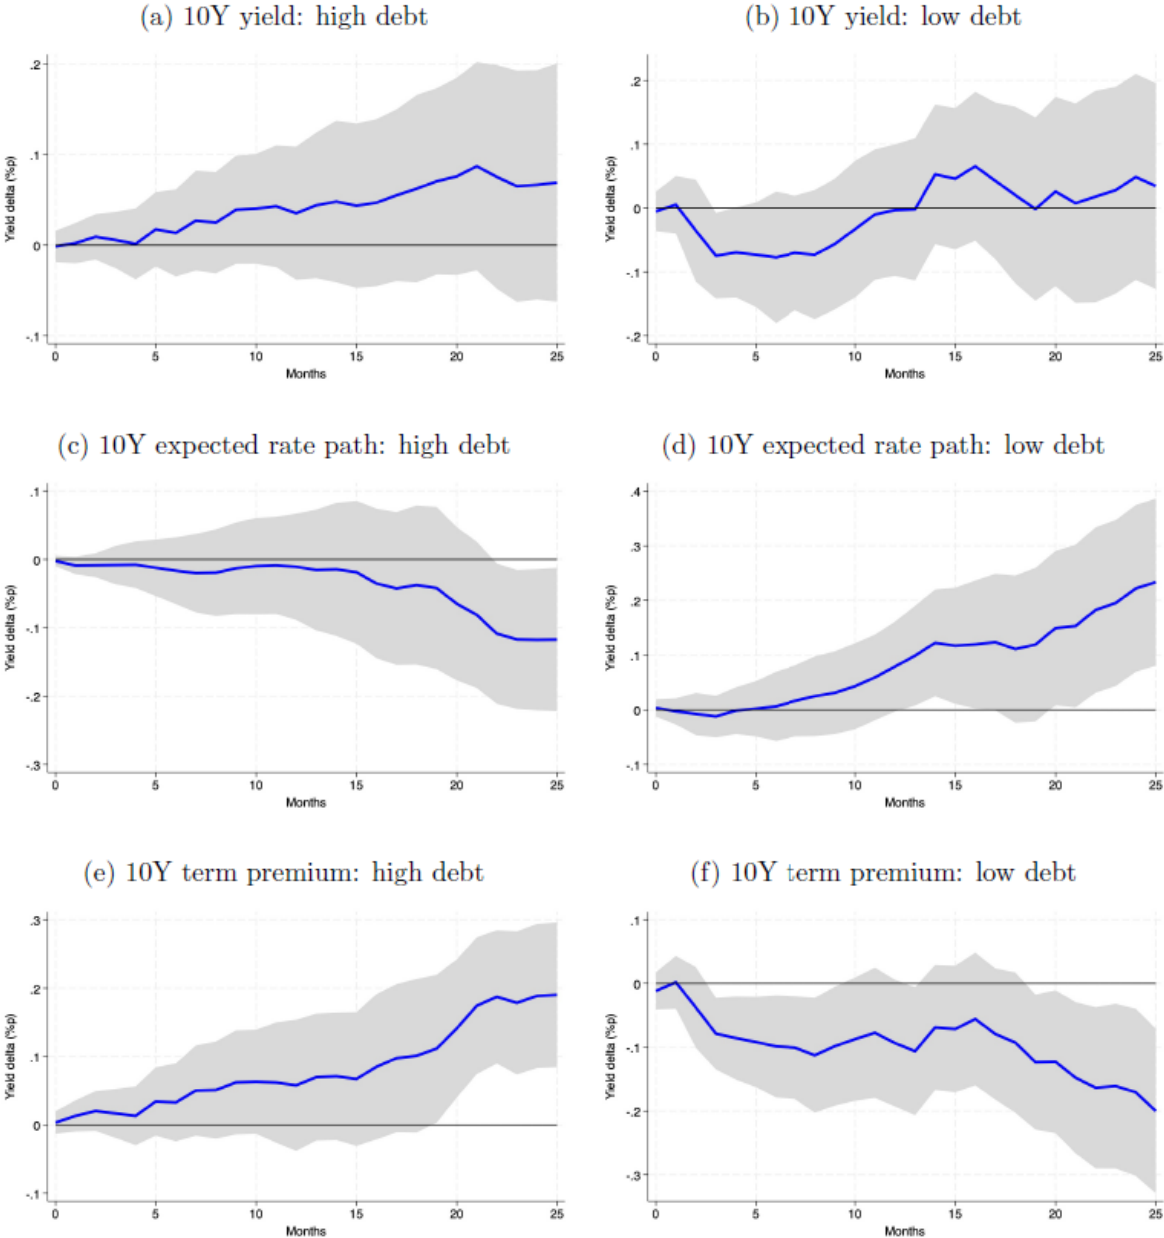 (a) 10Y yield: high debt
Yield delta (%p)
.2
.1
0
-.1
0 5 10 15 20 25
Months
(b) 10Y yield: low debt
Yield delta (%p)
.2
.1
0
-.1
-.2
0 5 10 15 20 25
Months
(c) 10Y expected rate path: high debt
Yield delta (%p)
.1
0
-.1
-.2
-.3
0 5 10 15 20 25
Months
(d) 10Y expected rate path: low debt
Yield delta (%p)
.4
.3
.2
.1
0
-.1
0 5 10 15 20 25
Months
(e) 10Y term premium: high debt
Yield delta (%p)
.3
.2
.1
0
-.1
0 5 10 15 20 25
Months
(f) 10Y term premium: low debt
Yield delta (%p)
.1
0
-.1
-.2
-.3
0 5 10 15 20 25
Months